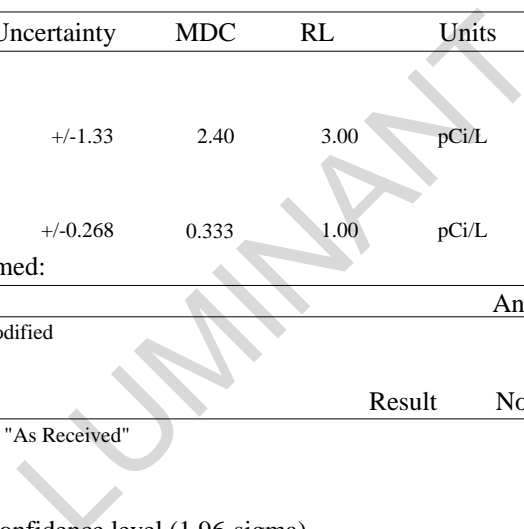 Uncertainty MDC RL Units
+/-1.33 2.40 3.00 pCi/L
+/-0.268 0.333 1.00 pCi/L
med:
An
odified
Result No
"As Received"
onfidence level (1.96-sigma)
LUMINANT